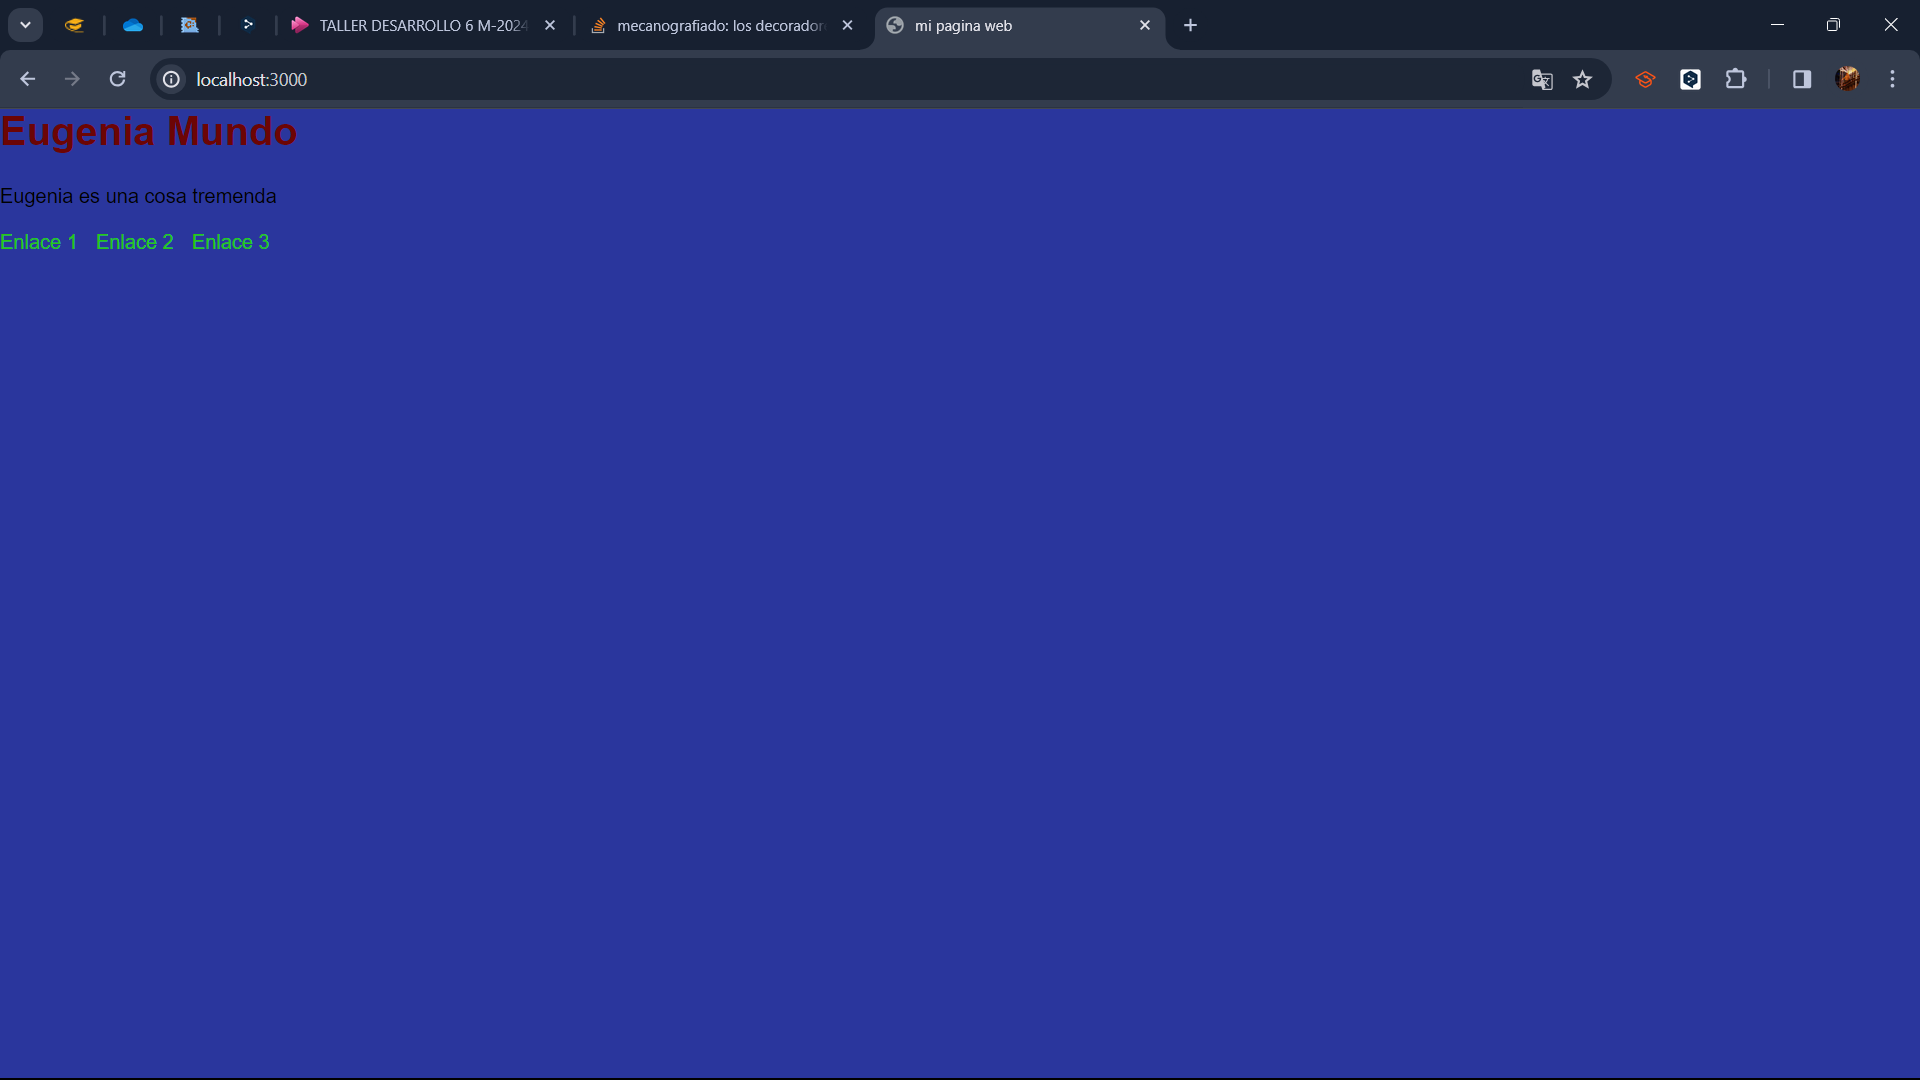 TALLER DESARROLLO 6 M-2024
mecanografiado: los decorador
mi pagina web
localhost:3000
Eugenia Mundo
Eugenia es una cosa tremenda
Enlace 1 Enlace 2 Enlace 3